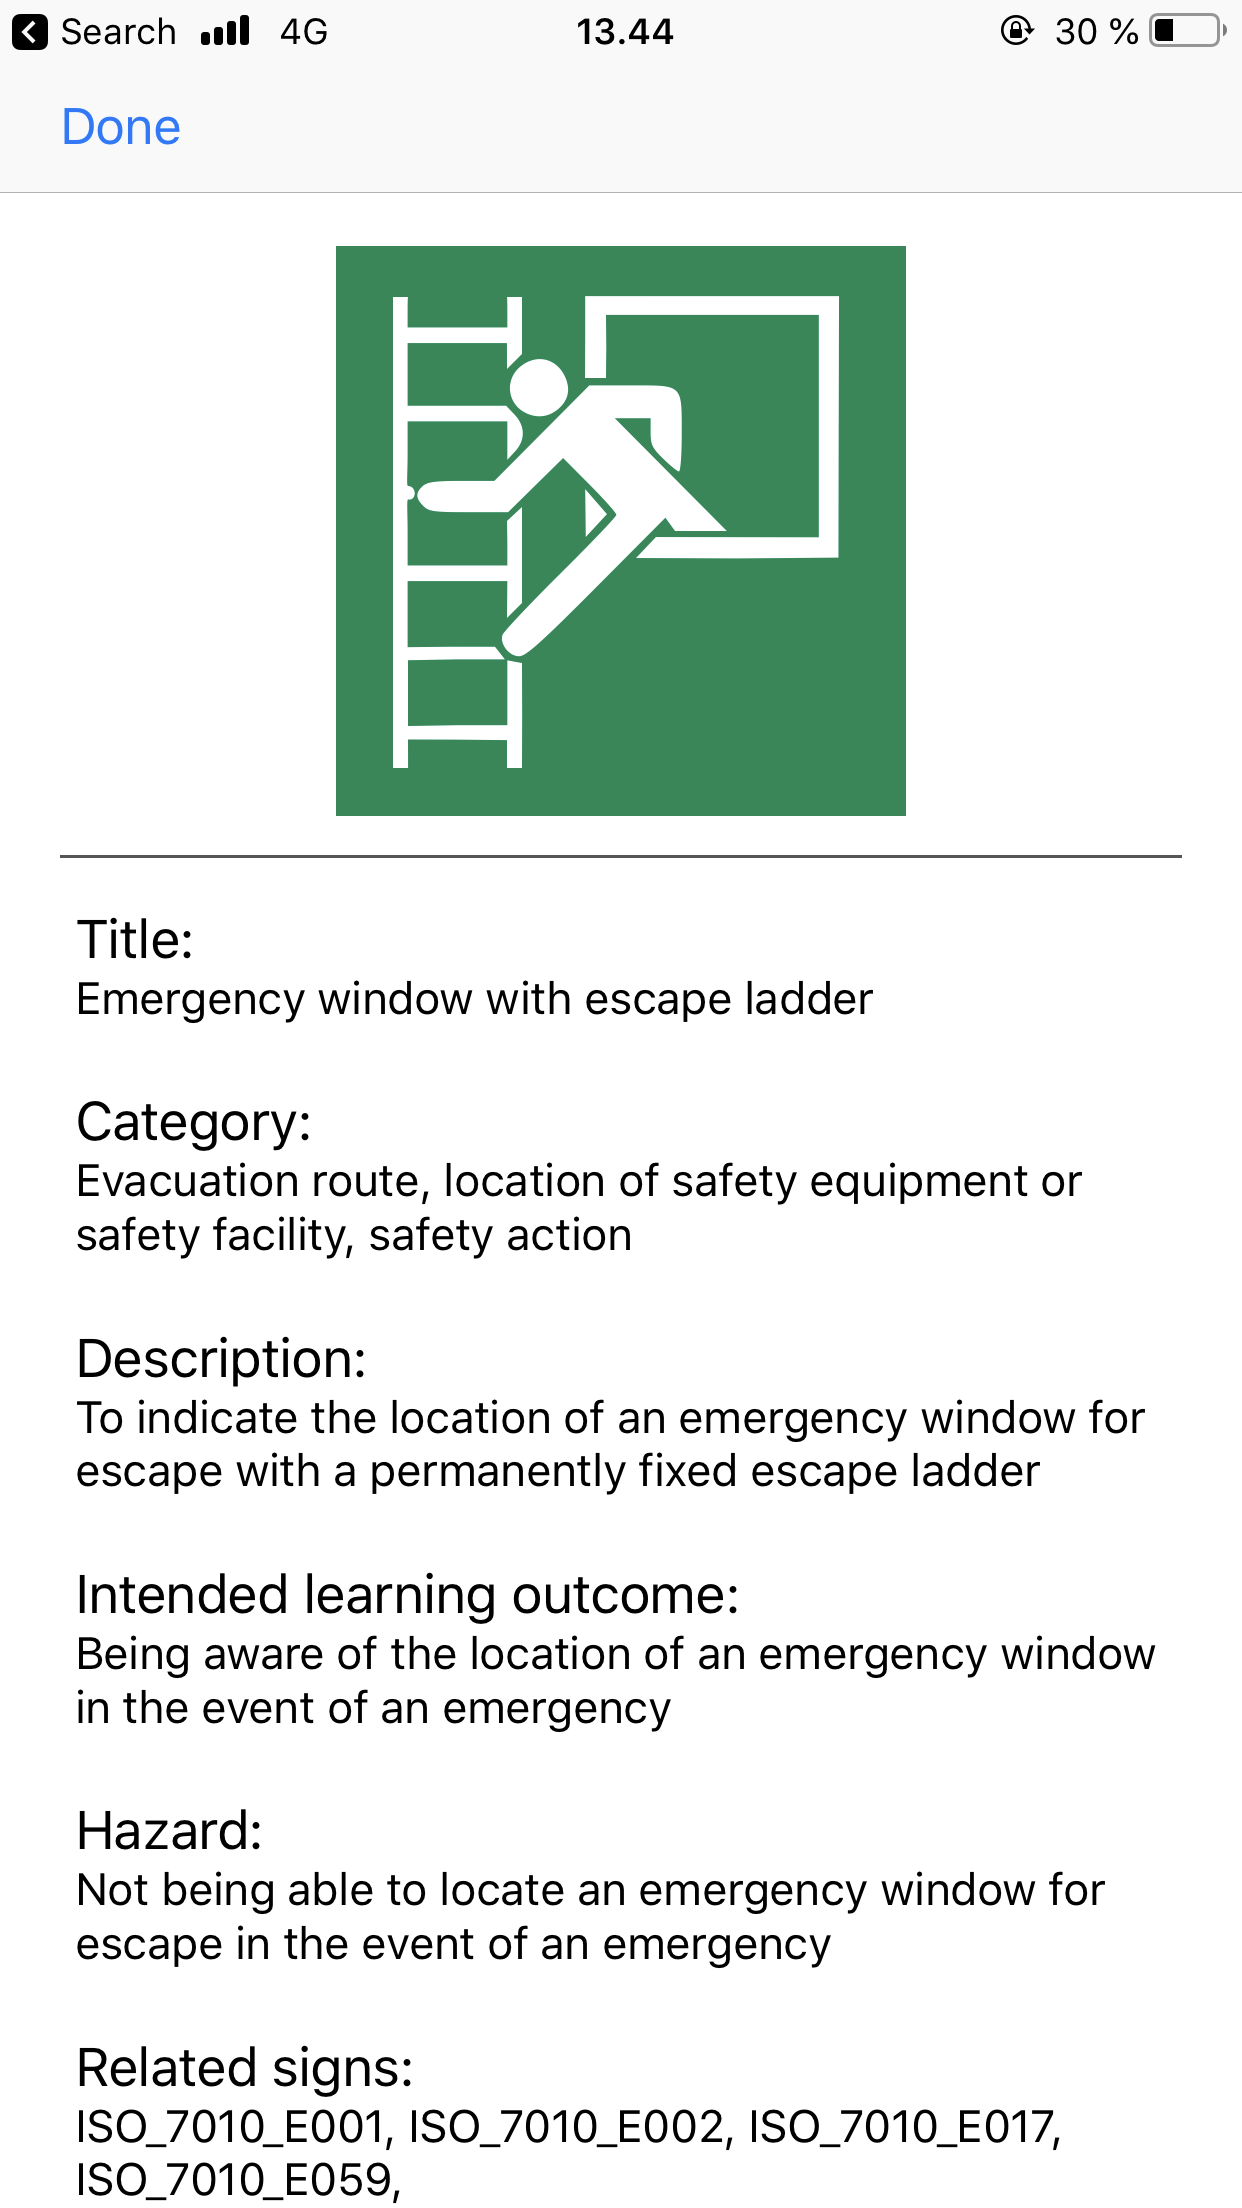 Search 4G 13.44 30 %
Done
Title:
Emergency window with escape ladder
Category:
Evacuation route, location of safety equipment or
safety facility, safety action
Description:
To indicate the location of an emergency window for
escape with a permanently fixed escape ladder
Intended learning outcome:
Being aware of the location of an emergency window
in the event of an emergency
Hazard:
Not being able to locate an emergency window for
escape in the event of an emergency
Related signs:
ISO_7010_E001, ISO_7010_E002, ISO_7010_E017,
ISO_7010_E059,